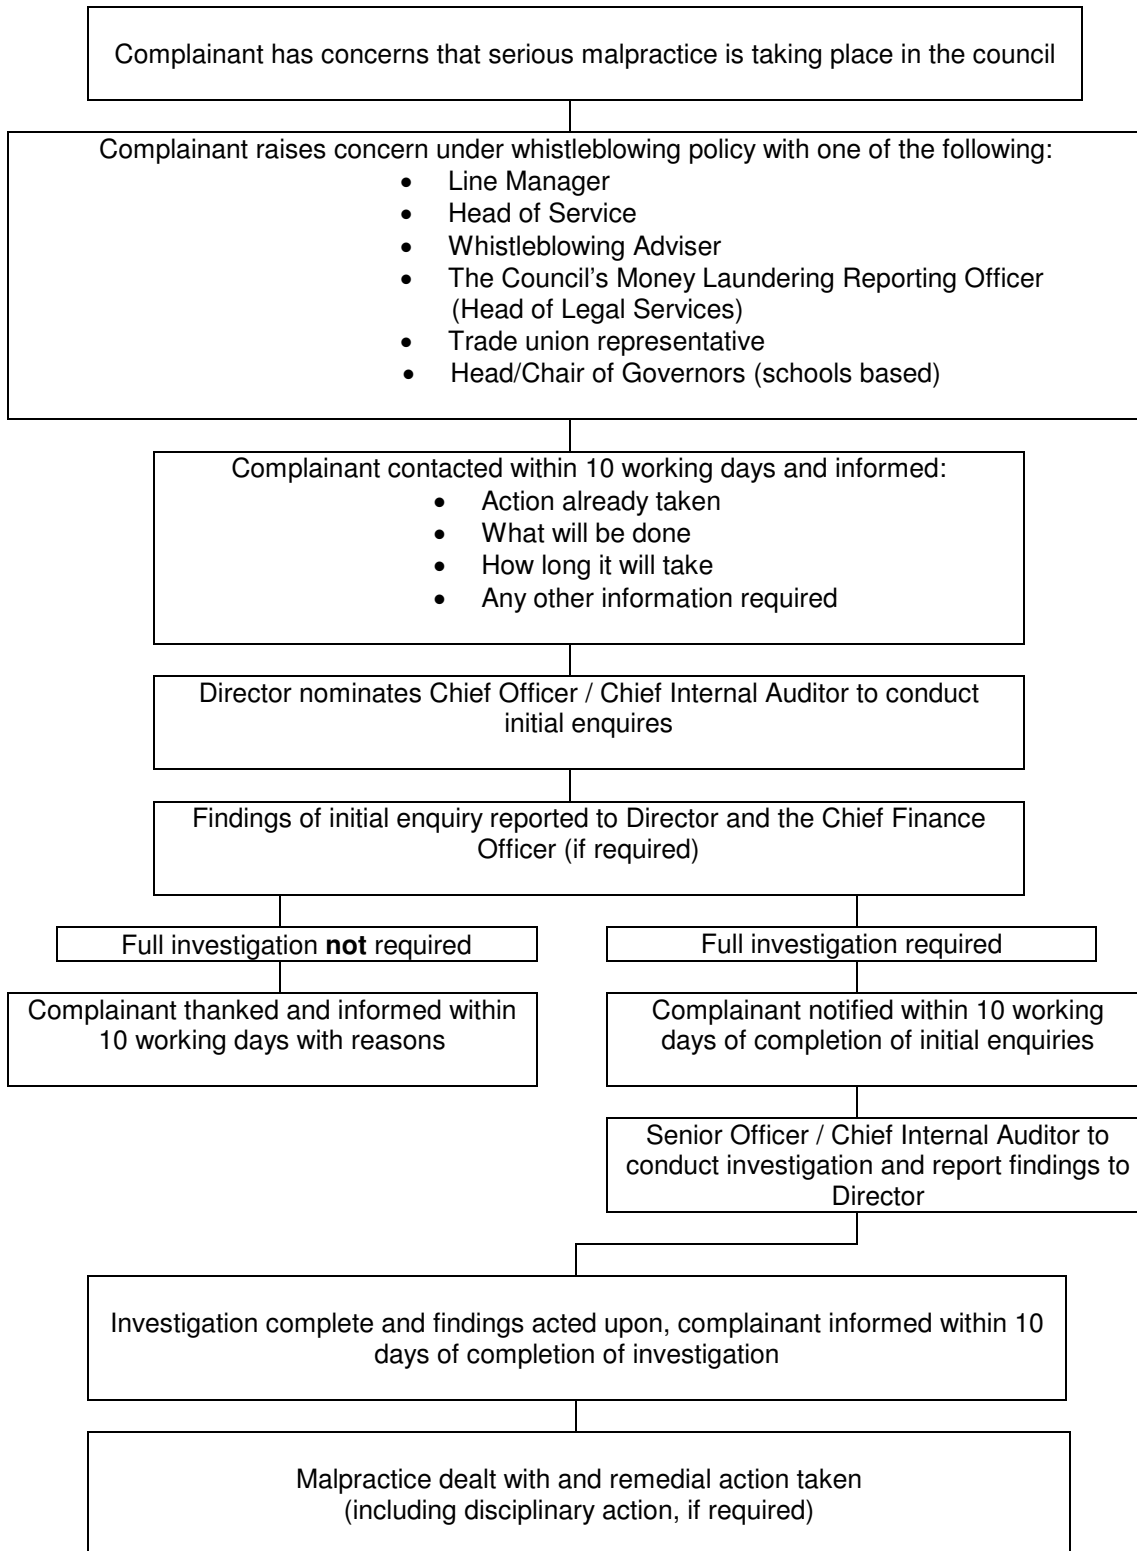 Complainant has concerns that serious malpractice is taking place in the council
Complainant raises concern under whistleblowing policy with one of the following:
• Line Manager
• Head of Service
• Whistleblowing Adviser
• The Council's Money Laundering Reporting Officer
(Head of Legal Services)
• Trade union representative
• Head/Chair of Governors (schools based)
Complainant contacted within 10 working days and informed:
• Action already taken
• What will be done
• How long it will take
• Any other information required
Director nominates Chief Officer / Chief Internal Auditor to conduct
initial enquires
Findings of initial enquiry reported to Director and the Chief Finance
Officer (if required)
Full investigation not required
Complainant thanked and informed within
10 working days with reasons
Full investigation required
Complainant notified within 10 working
days of completion of initial enquiries
Senior Officer / Chief Internal Auditor to
conduct investigation and report findings to
Director
Investigation complete and findings acted upon, complainant informed within 10
days of completion of investigation
Malpractice dealt with and remedial action taken
(including disciplinary action, if required)